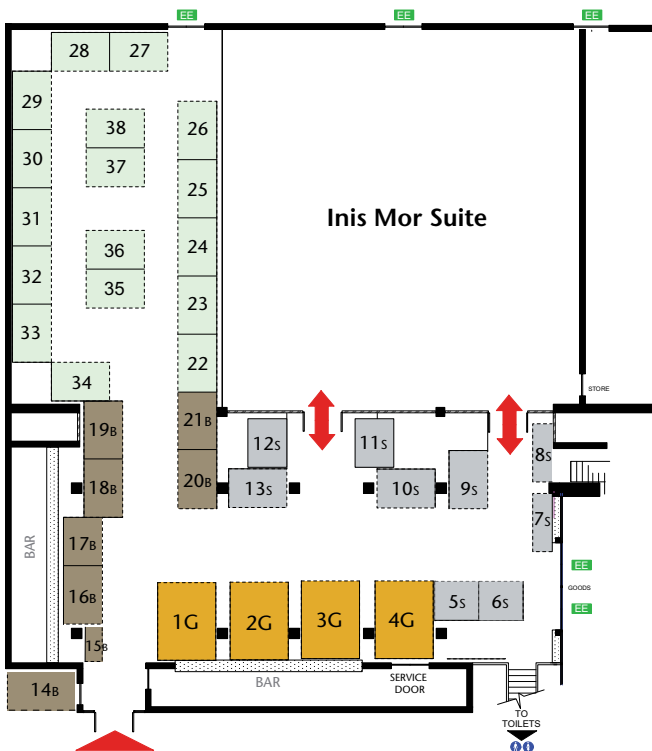 EE
EE
EE
28
27
29
38
26
30
37
25
31
Inis Mor Suite
36
24
32
35
23
33
22
34
STORE
19B
21B
12S
11S
8S
18B
20B
13S
10S
9S
7S
17B
BAR
EE
GOODS
16B
5S
6S
EE
1G
2G
3G
4G
15B
BAR
SERVICE
DOOR
14B
TO
TOILETS